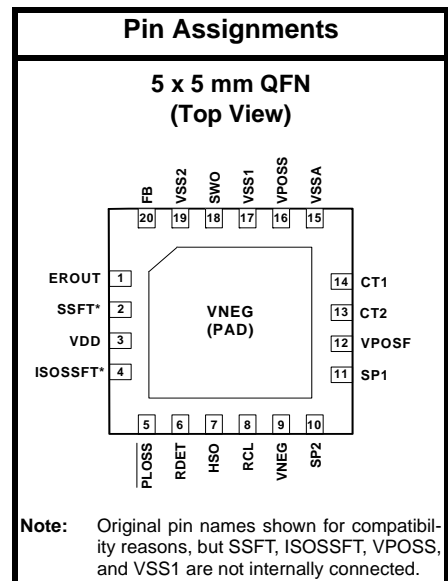 Pin Assignments
5 x 5 mm QFN
(Top View)
FB VSS2 SWO VSS1 VPOSS VSSA
20 19 18 17 16 15
EROUT 1
SSFT* 2
VDD 3
ISOSSFT* 4
VNEG
(PAD)
14 CT1
13 CT2
12 VPOSF
11 SP1
5 6 7 8 9 10
PLOSS RDET HSO RCL VNEG SP2
Note: Original pin names shown for compatibil-
ity reasons, but SSFT, ISOSSFT, VPOSS,
and VSS1 are not internally connected.